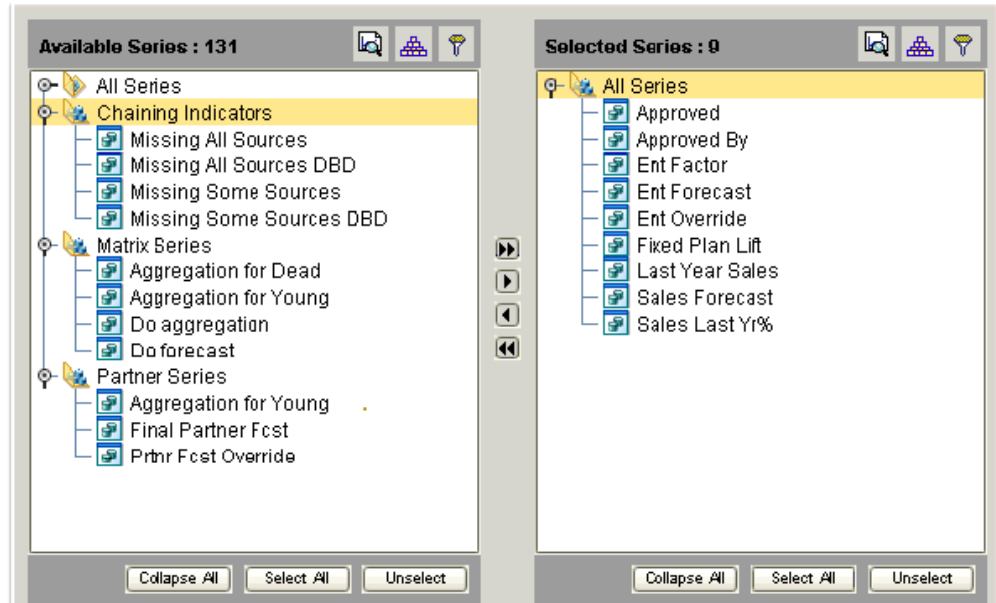 Available Series : 131
All Series
Chaining Indicators
Missing All Sources
Missing All Sources DBD
Missing Some Sources
Missing Some Sources DBD
Matrix Series
Aggregation for Dead
Aggregation for Young
Do aggregation
Do forecast
Partner Series
Aggregation for Young
Final Partner Fcst
Prtnr Fcst Override
Collapse All
Select All
Unselect
Selected Series : 9
All Series
Approved
Approved By
Ent Factor
Ent Forecast
Ent Override
Fixed Plan Lift
Last Year Sales
Sales Forecast
Sales Last Yr%
Collapse All
Select All
Unselect